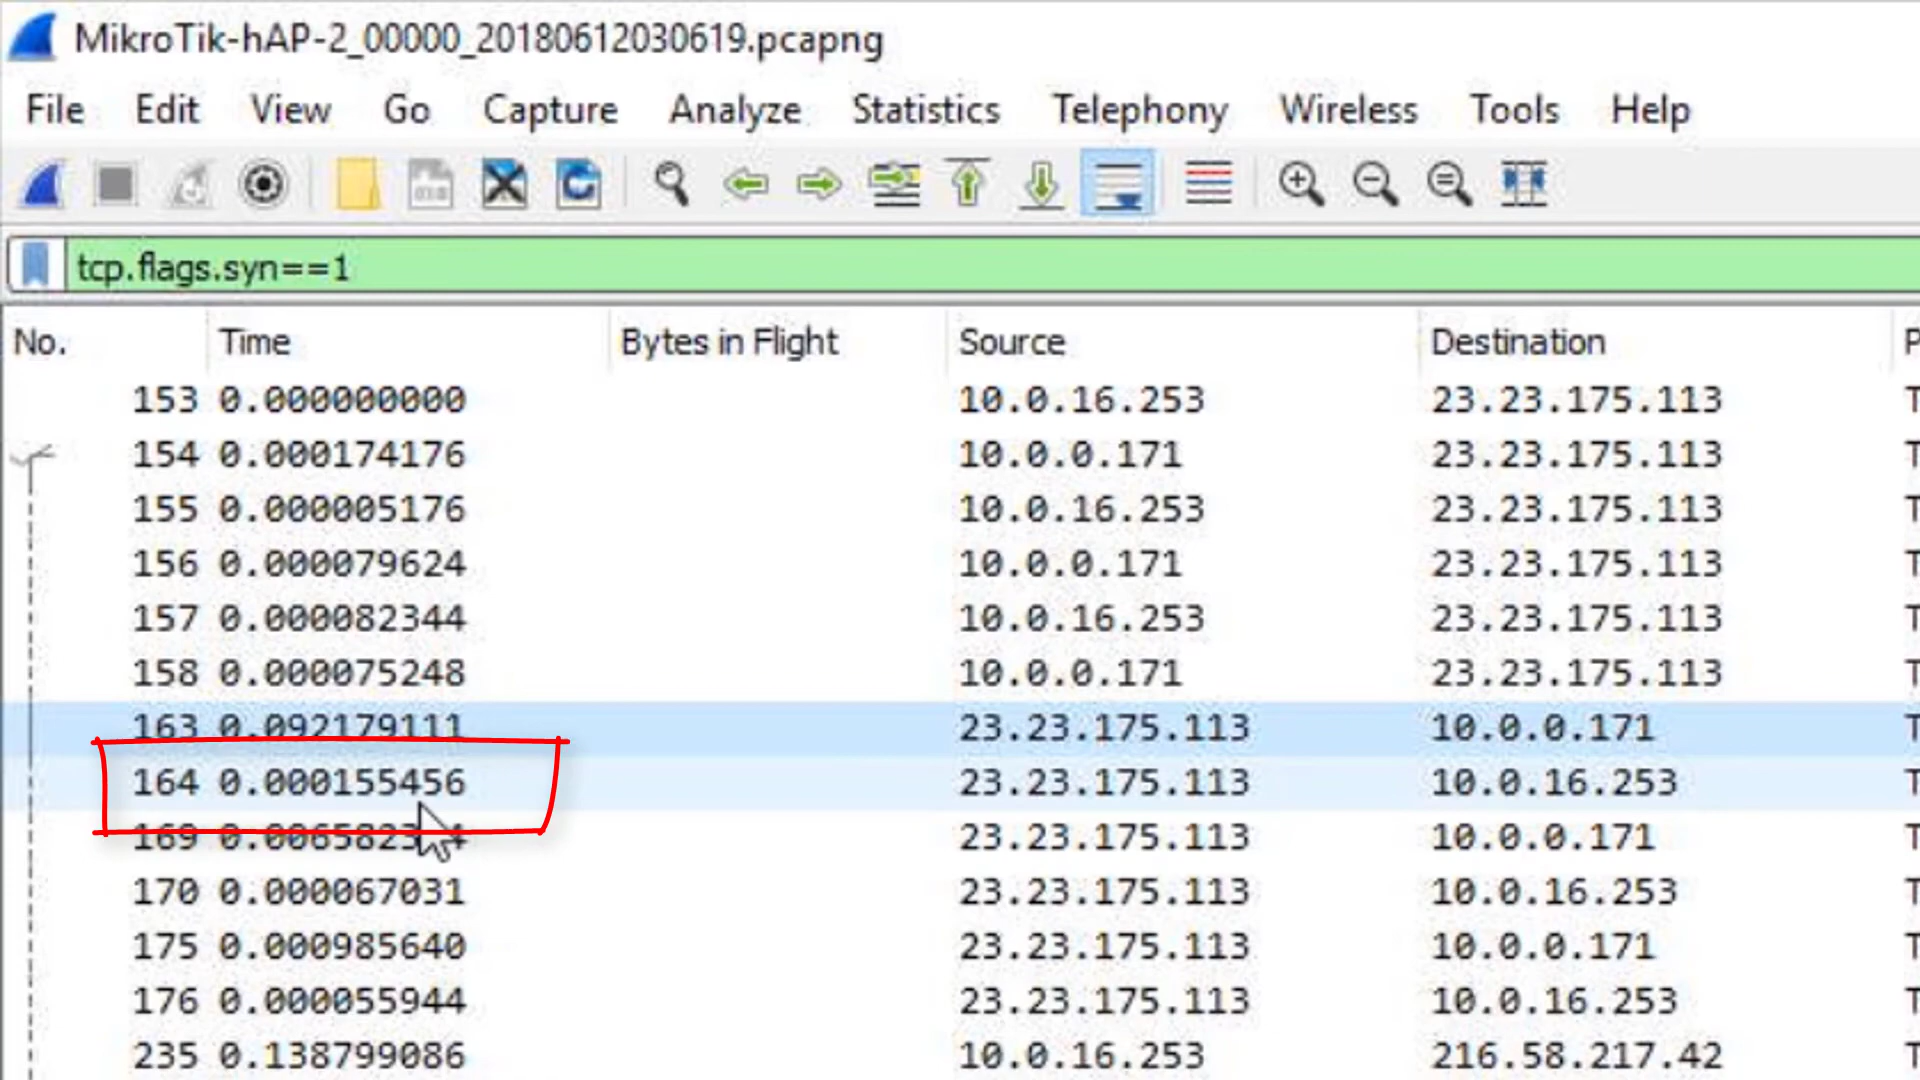 MikroTik-hAP-2_00000_20180612030619.pcapng
File Edit View Go Capture Analyze Statistics Telephony Wireless Tools Help
tcp.flags.syn==1
No. Time Bytes in Flight Source Destination P
153 0.000000000 10.0.16.253 23.23.175.113 T
154 0.000174176 10.0.0.171 23.23.175.113 T
155 0.000005176 10.0.16.253 23.23.175.113 T
156 0.000079624 10.0.0.171 23.23.175.113 T
157 0.000082344 10.0.16.253 23.23.175.113 T
158 0.000075248 10.0.0.171 23.23.175.113 T
163 0.092179111 23.23.175.113 10.0.0.171 T
164 0.000155456 23.23.175.113 10.0.16.253 T
169 23.23.175.113 10.0.0.171 T
170 0.000067031 23.23.175.113 10.0.16.253 T
175 0.000985640 23.23.175.113 10.0.0.171 T
176 0.000055944 23.23.175.113 10.0.16.253 T
235 0.138799086 10.0.16.253 216.58.217.42 T